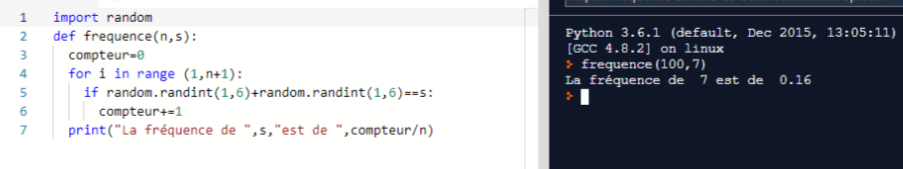 1 import random
2 def frequence(n,s):
3 compteur=0
4 for i in range (1,n+1):
5 if random.randint(1,6)+random.randint(1,6)==s:
6 compteur+=1
7 print("La fréquence de ",s,"est de ",compteur/n)
Python 3.6.1 (default, Dec 2015, 13:05:11)
[GCC 4.8.2] on linux
> frequence(100,7)
La fréquence de  7 est de  0.16
>